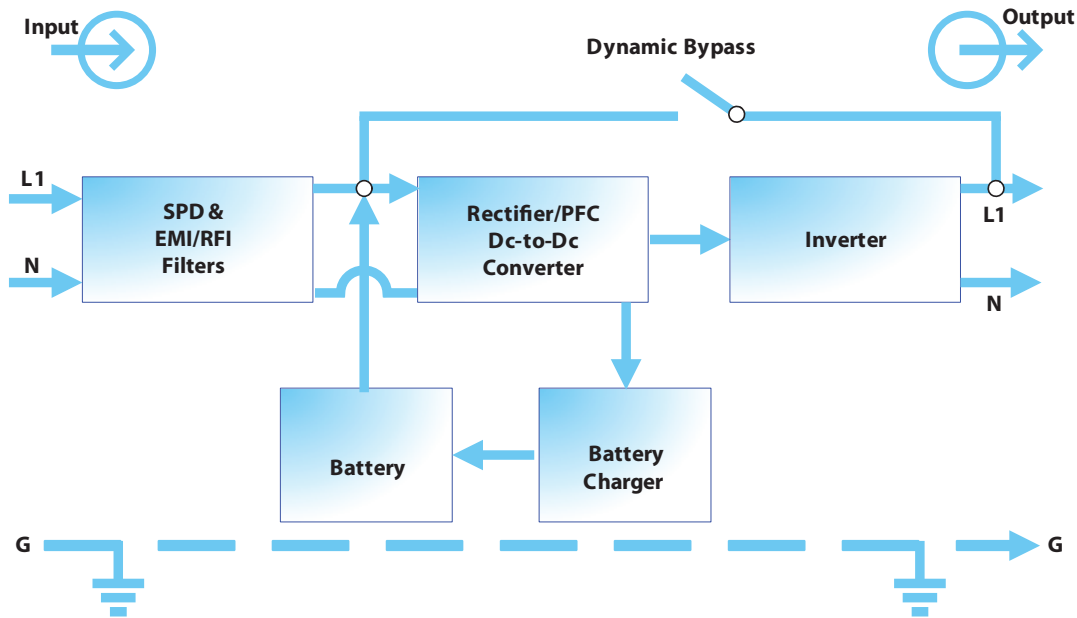 Input
Output
Dynamic Bypass
L1
SPD &
EMI/RFI
Filters
N
Rectifier/PFC
Dc-to-Dc
Converter
Inverter
L1
N
Battery
Battery
Charger
G
G